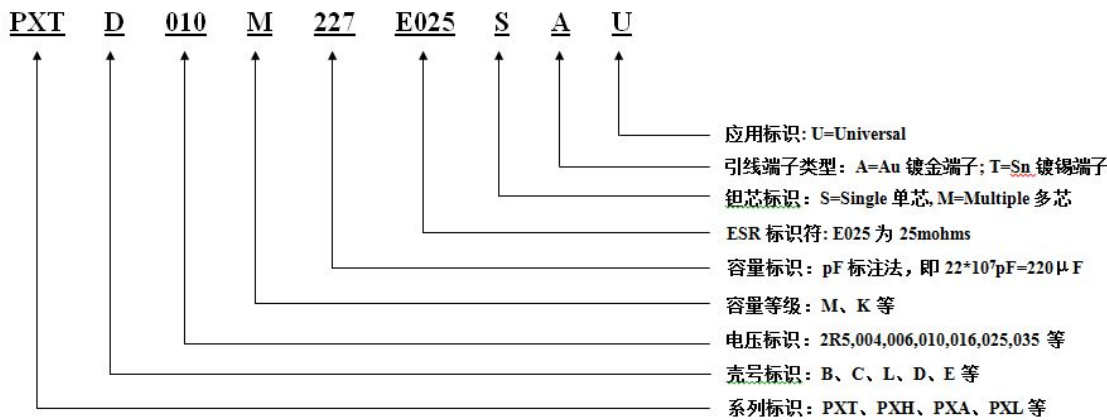 PXT D 010 M 227 E025 S A U
应用标识: U=Universal
引线端子类型：A=Au 镀金端子; T=Sn 镀锡端子
钽芯标识：S=Single 单芯, M=Multiple 多芯
ESR 标识符: E025 为 25mohms
容量标识：pF 标注法，即 22*10⁷pF=220μF
容量等级：M、K 等
电压标识：2R5,004,006,010,016,025,035 等
壳号标识：B、C、L、D、E 等
系列标识：PXT、PXH、PXA、PXL 等